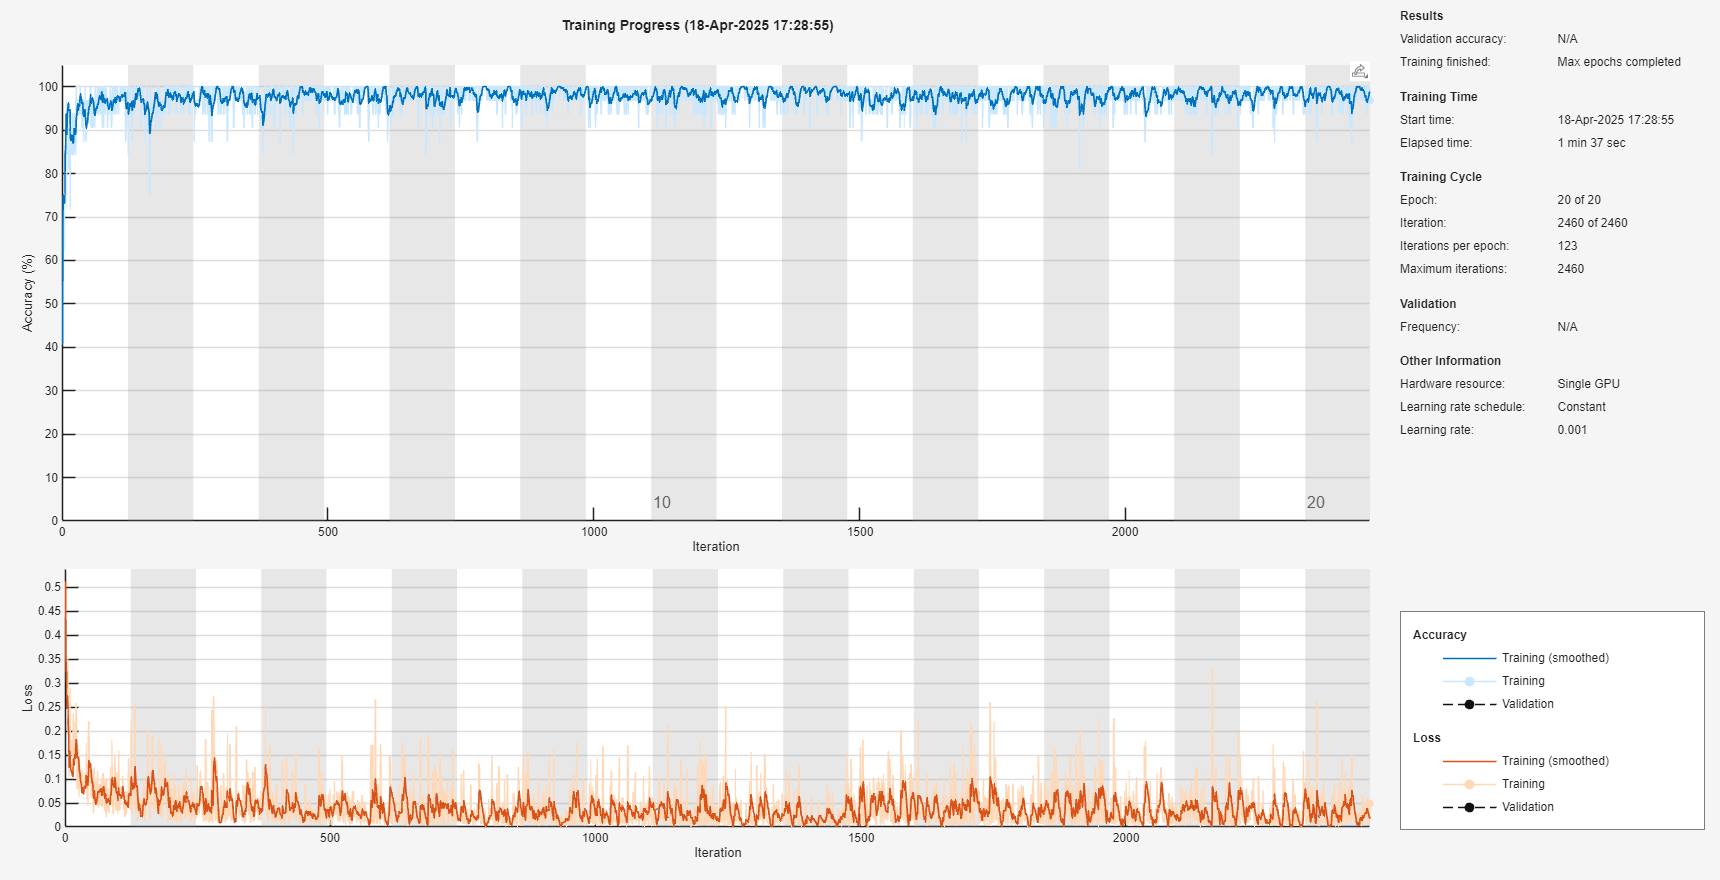 Training Progress (18-Apr-2025 17:28:55)
100
90
80
70
60
50
40
30
20
10
0
Accuracy (%)
10
20
0
500
1000
1500
2000
Iteration
0.5
0.45
0.4
0.35
0.3
0.25
0.2
0.15
0.1
0.05
0
Loss
0
500
1000
1500
2000
Iteration
Results
Validation accuracy: N/A
Training finished: Max epochs completed
Training Time
Start time: 18-Apr-2025 17:28:55
Elapsed time: 1 min 37 sec
Training Cycle
Epoch: 20 of 20
Iteration: 2460 of 2460
Iterations per epoch: 123
Maximum iterations: 2460
Validation
Frequency: N/A
Other Information
Hardware resource: Single GPU
Learning rate schedule: Constant
Learning rate: 0.001
Accuracy
Training (smoothed)
Training
Validation
Loss
Training (smoothed)
Training
Validation